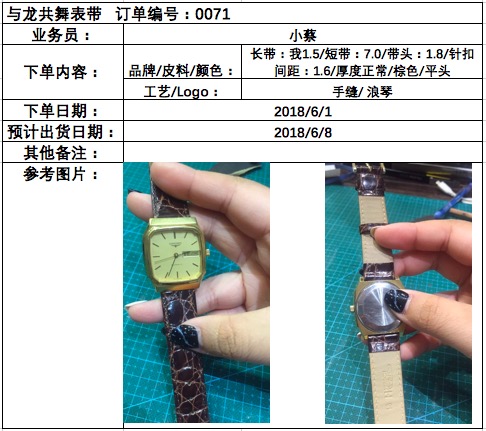 与龙共舞表带 订单编号：0071
业务员： 小蔡
下单内容： 品牌/皮料/颜色： 长带：我1.5/短带：7.0/带头：1.8/针扣
间距：1.6/厚度正常/棕色/平头
工艺/Logo： 手缝/ 浪琴
下单日期： 2018/6/1
预计出货日期： 2018/6/8
其他备注：
参考图片：